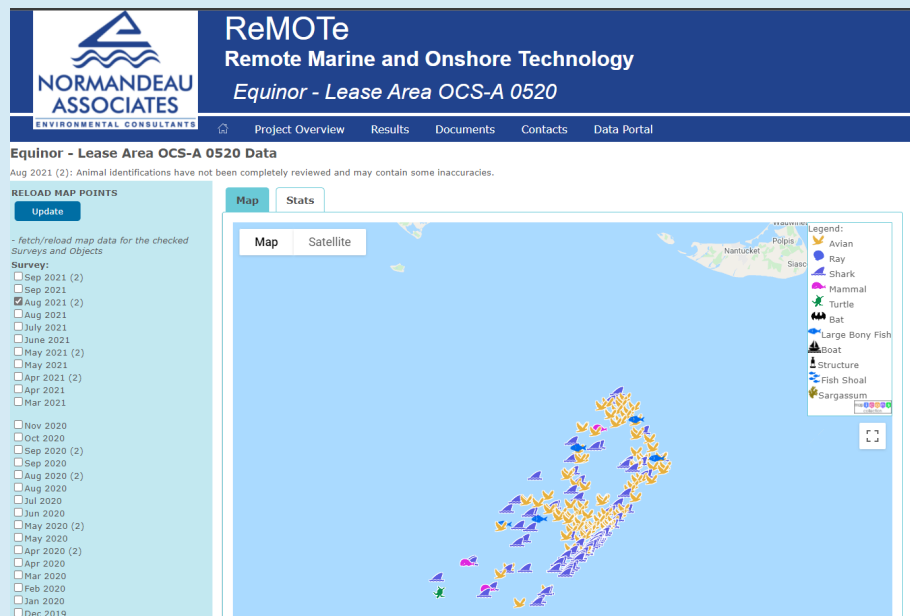 NORMANDEAU
ASSOCIATES
ENVIRONMENTAL CONSULTANTS
ReMOTe
Remote Marine and Onshore Technology
Equinor - Lease Area OCS-A 0520
Project Overview Results Documents Contacts Data Portal
Equinor - Lease Area OCS-A 0520 Data
Aug 2021 (2): Animal identifications have not been completely reviewed and may contain some inaccuracies.
RELOAD MAP POINTS
Update
- fetch/reload map data for the checked
Surveys and Objects
Survey:
Sep 2021 (2)
Sep 2021
Aug 2021 (2)
Aug 2021
July 2021
June 2021
May 2021 (2)
May 2021
Apr 2021 (2)
Apr 2021
Mar 2021
Nov 2020
Oct 2020
Sep 2020 (2)
Sep 2020
Aug 2020 (2)
Aug 2020
Jul 2020
Jun 2020
May 2020 (2)
May 2020
Apr 2020 (2)
Apr 2020
Mar 2020
Feb 2020
Jan 2020
Dec 2019
Map Stats
Map Satellite
Nantucket
Polpis
Siasc
Legend:
Avian
Ray
Shark
Mammal
Turtle
Bat
Large Bony Fish
Boat
Structure
Fish Shoal
Sargassum